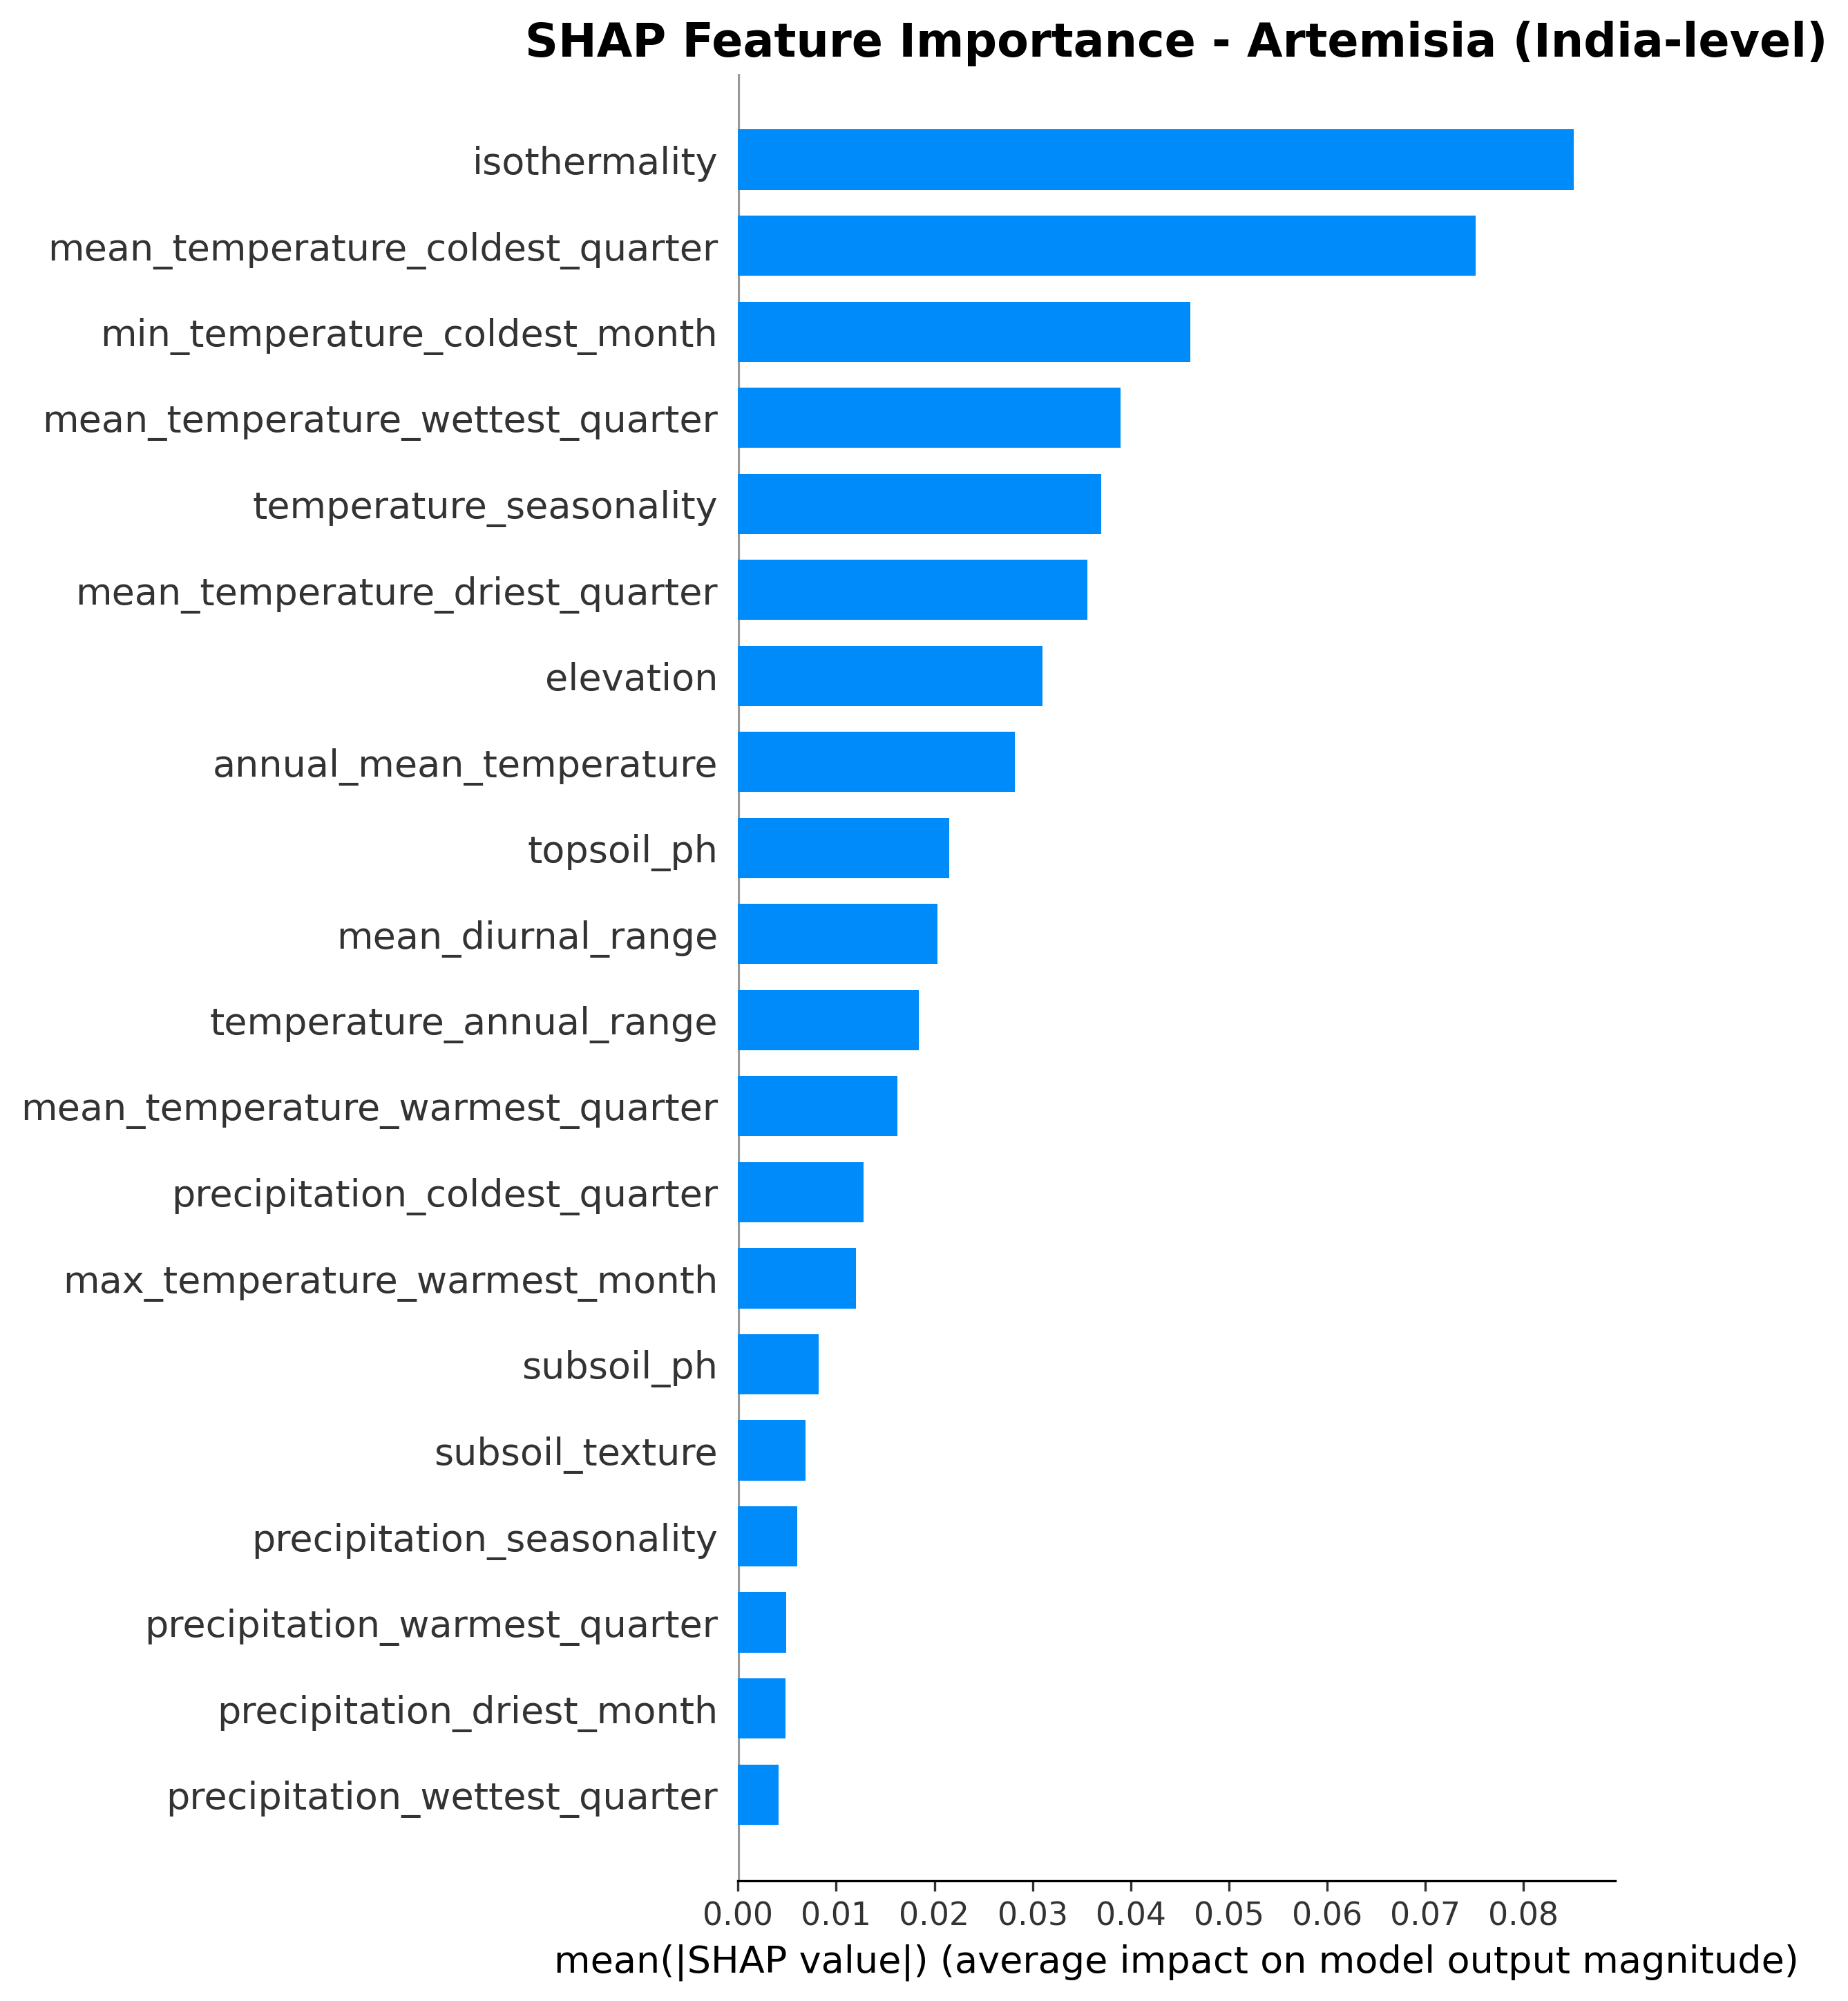 SHAP Feature Importance - Artemisia (India-level)
isothermality
mean_temperature_coldest_quarter
min_temperature_coldest_month
mean_temperature_wettest_quarter
temperature_seasonality
mean_temperature_driest_quarter
elevation
annual_mean_temperature
topsoil_ph
mean_diurnal_range
temperature_annual_range
mean_temperature_warmest_quarter
precipitation_coldest_quarter
max_temperature_warmest_month
subsoil_ph
subsoil_texture
precipitation_seasonality
precipitation_warmest_quarter
precipitation_driest_month
precipitation_wettest_quarter
0.00 0.01 0.02 0.03 0.04 0.05 0.06 0.07 0.08
mean(|SHAP value|) (average impact on model output magnitude)